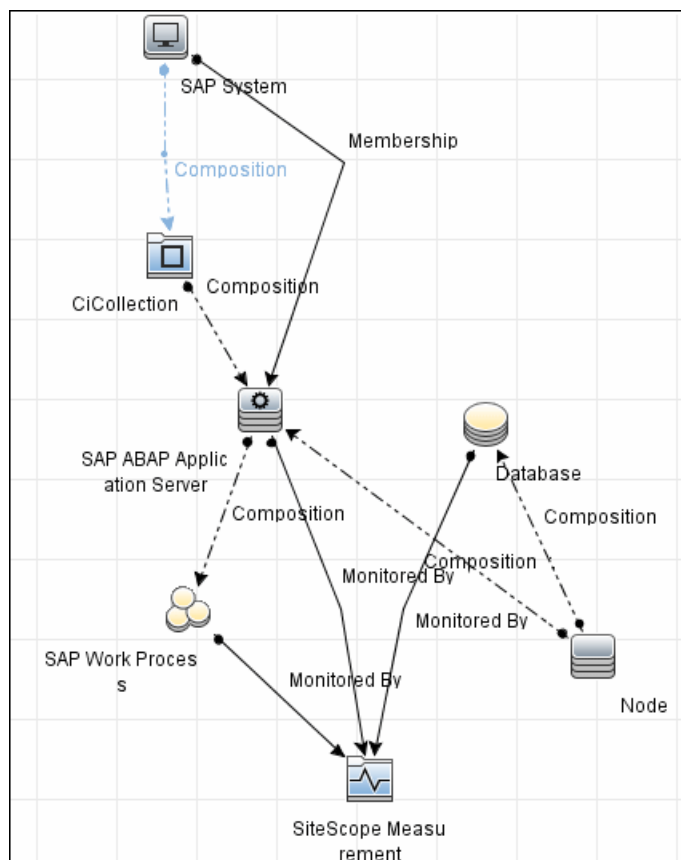 SAP System
Membership
Composition
Composition
CiCollection
SAP ABAP Applic
ation Server
Database
Composition
Composition
Composition
Monitored By
Monitored By
SAP Work Proces
s
Monitored By
Node
SiteScope Measu
rement